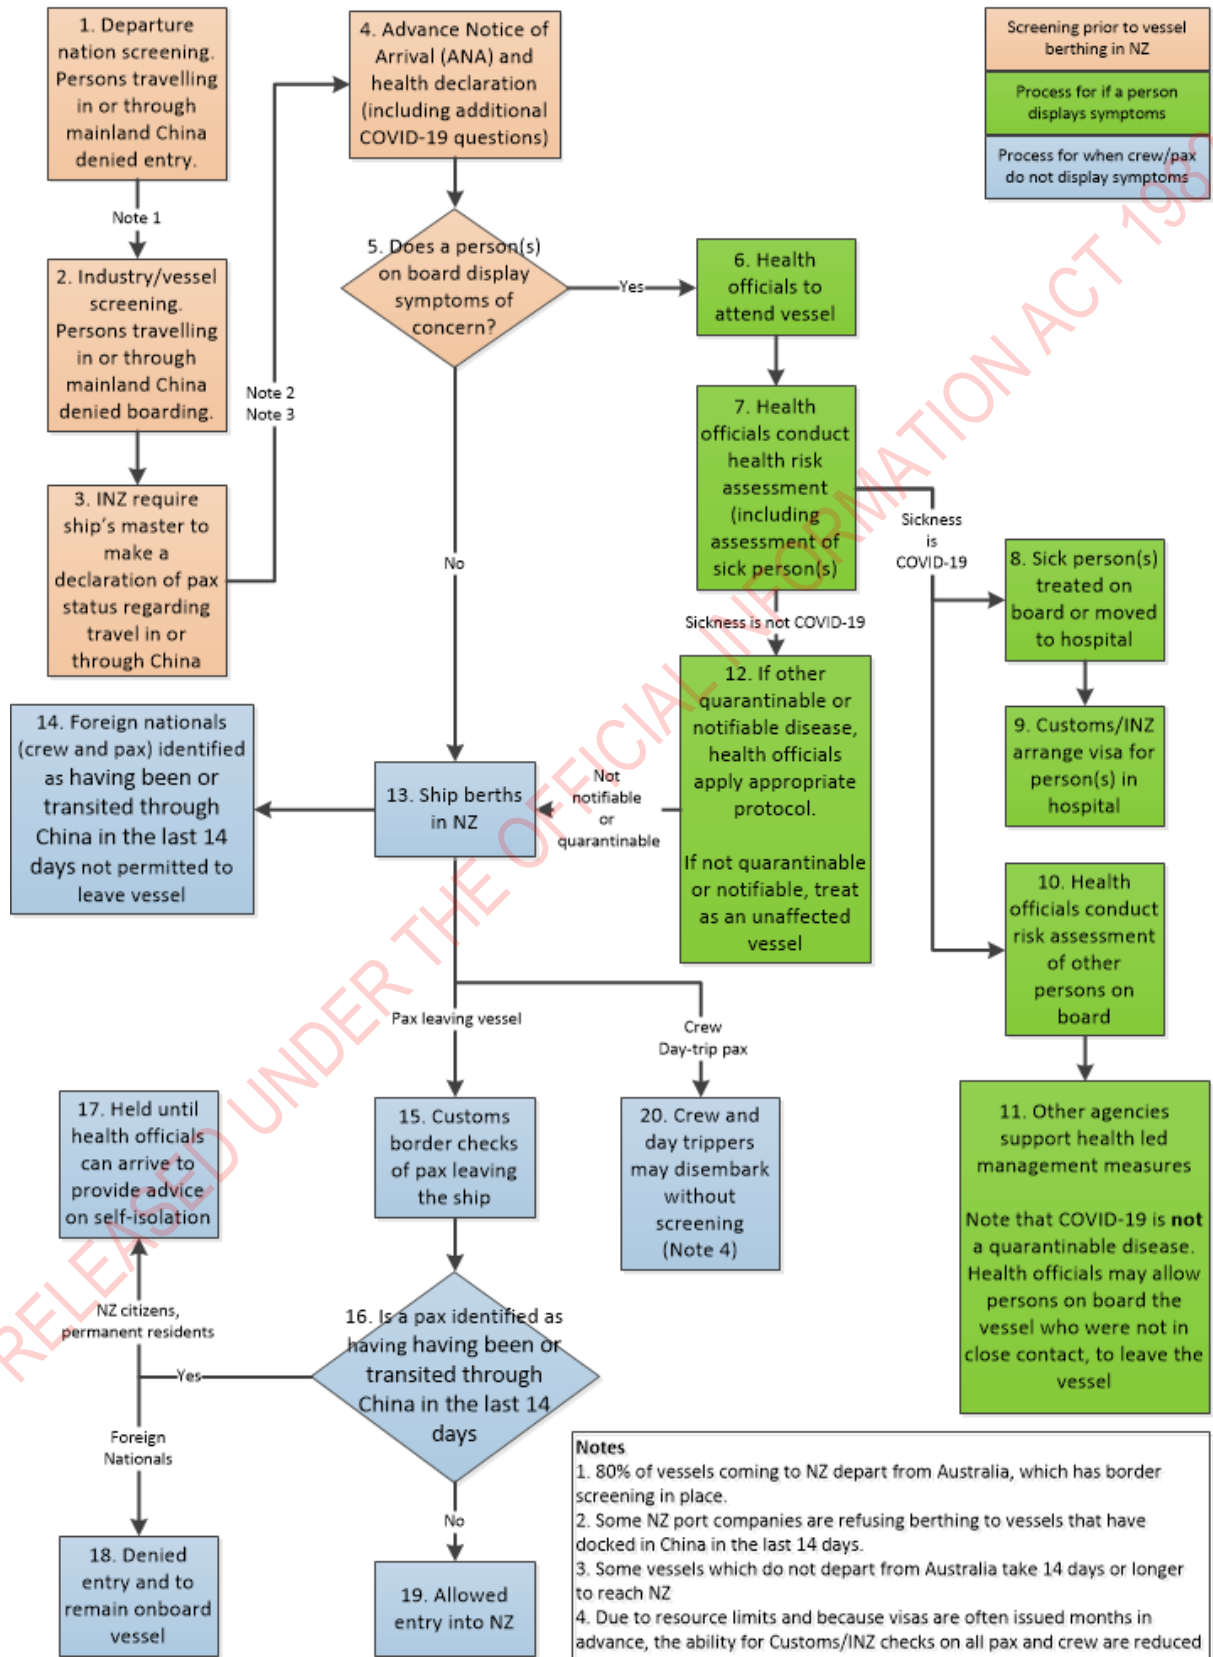 1. Departure
nation screening.
Persons travelling
in or through
mainland China
denied entry.
Note 1
2. Industry/vessel
screening.
Persons travelling
in or through
mainland China
denied boarding.
3. INZ require
ship's master to
make a
declaration of pax
status regarding
travel in or
through China
Note 2
Note 3
4. Advance Notice of
Arrival (ANA) and
health declaration
(including additional
COVID-19 questions)
5. Does a person(s)
on board display
symptoms of
concern?
Yes
No
Screening prior to vessel
berthing in NZ
Process for if a person
displays symptoms
Process for when crew/pax
do not display symptoms
6. Health
officials to
attend vessel
7. Health
officials conduct
health risk
assessment
(including
assessment of
sick person(s)
Sickness
is
COVID-19
Sickness is not COVID-19
8. Sick person(s)
treated on
board or moved
to hospital
9. Customs/INZ
arrange visa for
person(s) in
hospital
10. Health
officials conduct
risk assessment
of other
persons on
board
11. Other agencies
support health led
management measures
Note that COVID-19 is not
a quarantinable disease.
Health officials may allow
persons on board the
vessel who were not in
close contact, to leave the
vessel
12. If other
quarantinable or
notifiable disease,
health officials
apply appropriate
protocol.
If not quarantinable
or notifiable, treat
as an unaffected
vessel
Not
notifiable
or
quarantinable
13. Ship berths
in NZ
14. Foreign nationals
(crew and pax) identified
as having been or
transited through
China in the last 14
days not permitted to
leave vessel
Pax leaving vessel
Crew
Day-trip pax
15. Customs
border checks
of pax leaving
the ship
20. Crew and
day trippers
may disembark
without
screening
(Note 4)
16. Is a pax identified as
having having been or
transited through
China in the last 14
days
Yes
No
NZ citizens,
permanent residents
17. Held until
health officials
can arrive to
provide advice
on self-isolation
Foreign
Nationals
18. Denied
entry and to
remain onboard
vessel
19. Allowed
entry into NZ
Notes
1. 80% of vessels coming to NZ depart from Australia, which has border
screening in place.
2. Some NZ port companies are refusing berthing to vessels that have
docked in China in the last 14 days.
3. Some vessels which do not depart from Australia take 14 days or longer
to reach NZ
4. Due to resource limits and because visas are often issued months in
advance, the ability for Customs/INZ checks on all pax and crew are reduced
RELEASED UNDER THE OFFICIAL INFORMATION ACT 198